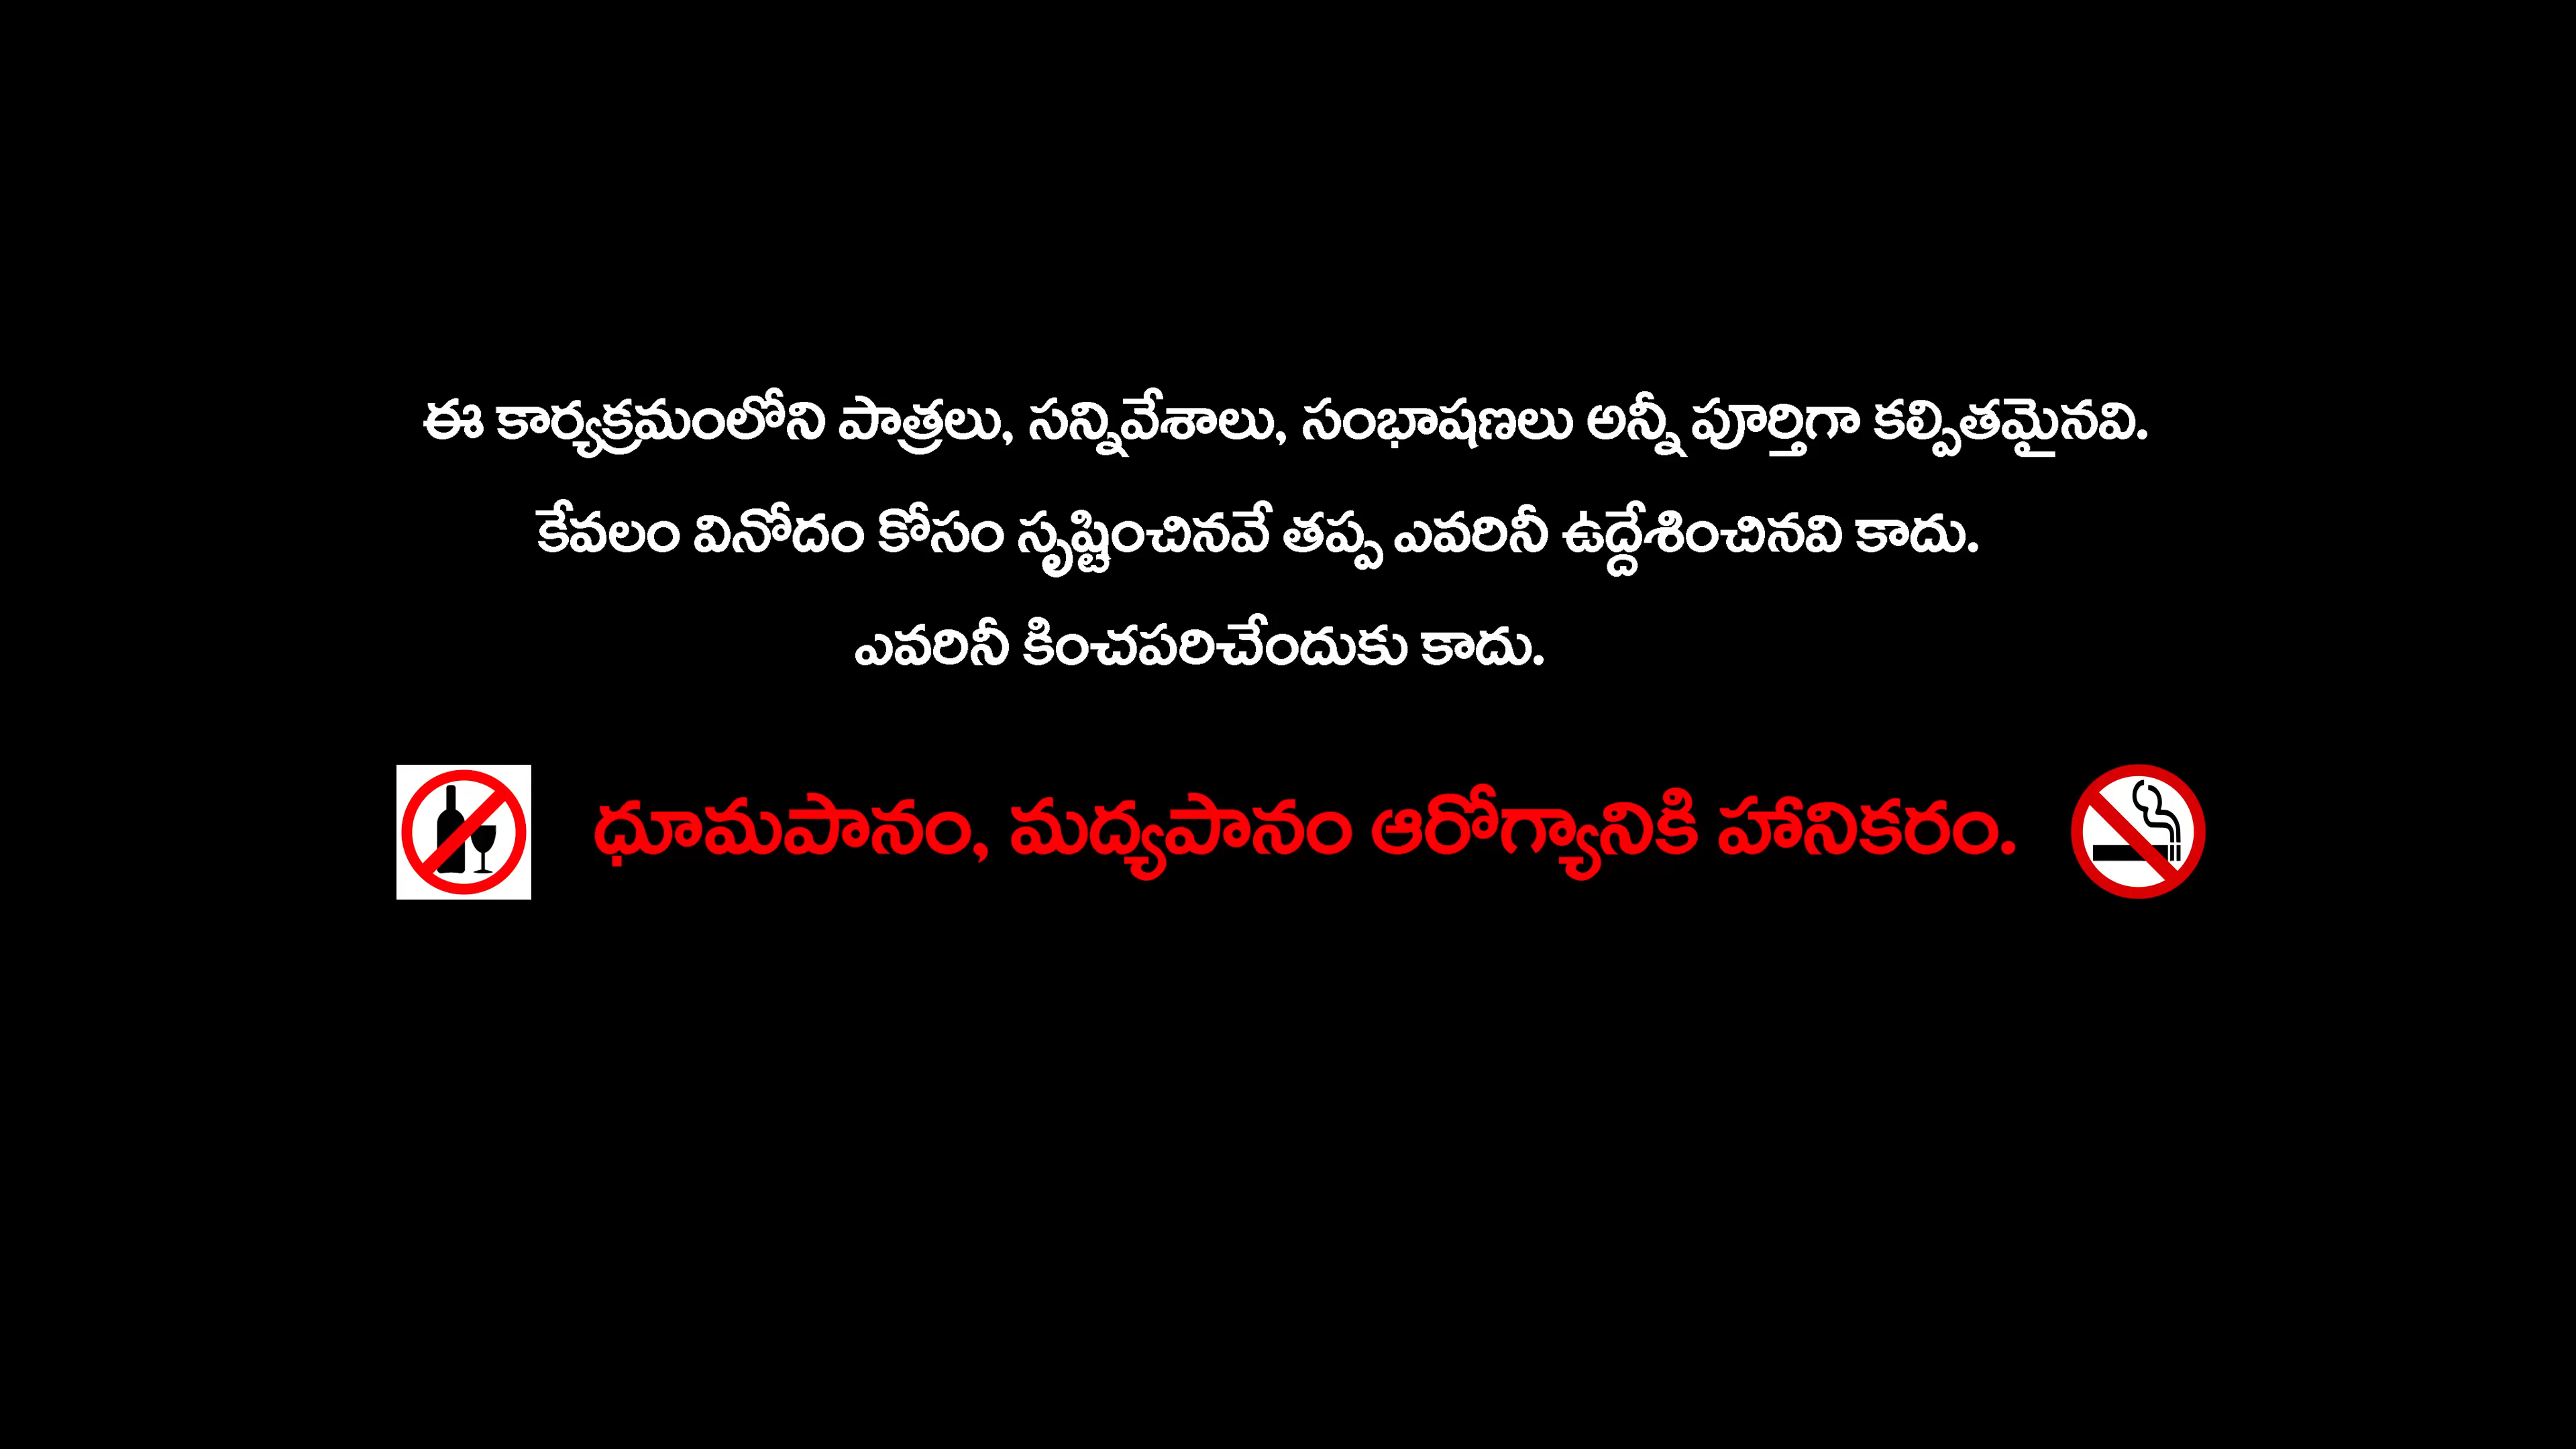 ఈ కార్యక్రమంలోని పాత్రలు, సన్నివేశాలు, సంభాషణలు అన్నీ పూర్తిగా కల్పితమైనవి.
కేవలం వినోదం కోసం సృష్టించినవే తప్ప ఎవరినీ ఉద్దేశించినవి కాదు.
ఎవరినీ కించపరిచేందుకు కాదు.
ధూమపానం, మద్యపానం ఆరోగ్యానికి హానికరం.